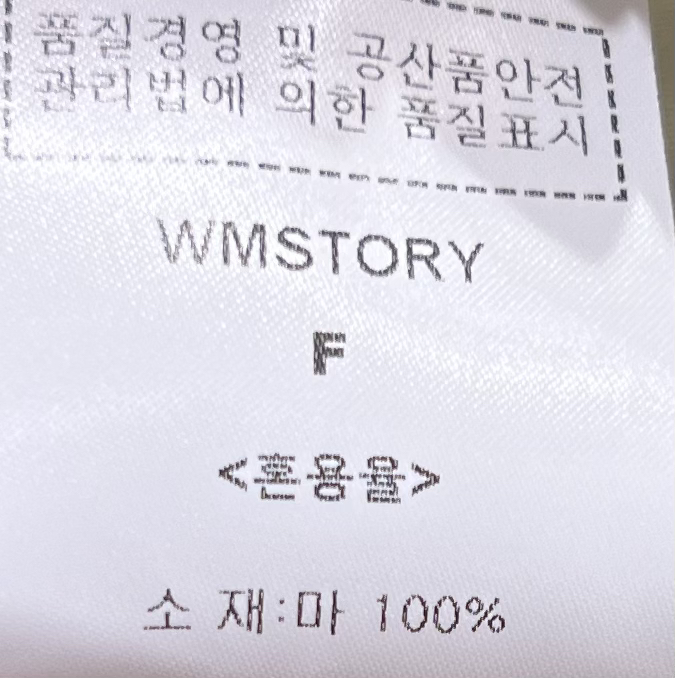 품질경영 및 공산품안전
관리법에 의한 품질표시
WMSTORY
F
<혼용율>
소 재:마 100%